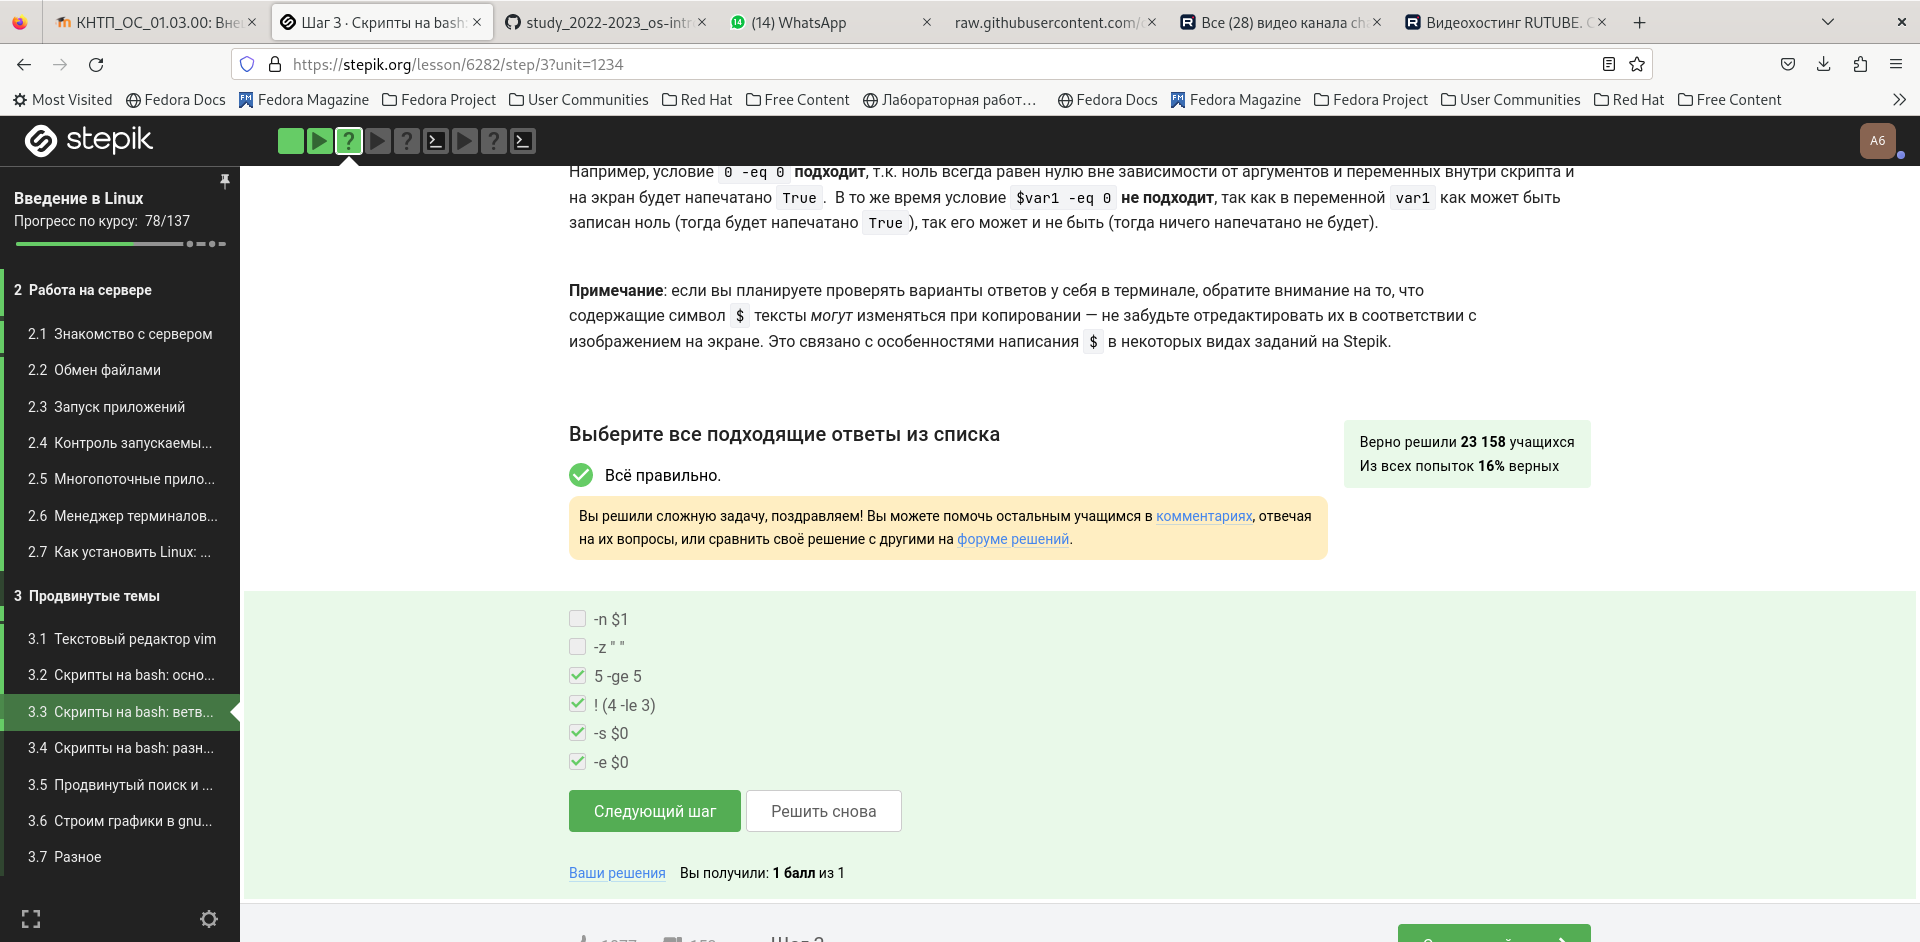 КНТП_ОС_01.03.00: Вне
Шаг 3 · Скрипты на bash:
study_2022-2023_os-intr
14
(14) WhatsApp
raw.githubusercontent.com/
Все (28) видео канала
Видеохостинг RUTUBE.
https://stepik.org/lesson/6282/step/3?unit=1234
Most Visited
Fedora Docs
Fedora Magazine
Fedora Project
User Communities
Red Hat
Free Content
Лабораторная работ…
Fedora Docs
Fedora Magazine
Fedora Project
User Communities
Red Hat
Free Content
stepik
А6
Введение в Linux
Прогресс по курсу: 78/137
2 Работа на сервере
2.1 Знакомство с сервером
2.2 Обмен файлами
2.3 Запуск приложений
2.4 Контроль запускаемы...
2.5 Многопоточные прило...
2.6 Менеджер терминалов...
2.7 Как установить Linux: ...
3 Продвинутые темы
3.1 Текстовый редактор vim
3.2 Скрипты на bash: осно...
3.3 Скрипты на bash: ветв...
3.4 Скрипты на bash: разн...
3.5 Продвинутый поиск и ...
3.6 Строим графики в gnu...
3.7 Разное
Например, условие 0 -eq 0 подходит, т.к. ноль всегда равен нулю вне зависимости от аргументов и переменных внутри скрипта и
на экран будет напечатано True . В то же время условие $var1 -eq 0 не подходит, так как в переменной var1 как может быть
записан ноль (тогда будет напечатано True ), так его может и не быть (тогда ничего напечатано не будет).
Примечание: если вы планируете проверять варианты ответов у себя в терминале, обратите внимание на то, что
содержащие символ $ тексты могут изменяться при копировании — не забудьте отредактировать их в соответствии с
изображением на экране. Это связано с особенностями написания $ в некоторых видах заданий на Stepik.
Выберите все подходящие ответы из списка
Верно решили 23 158 учащихся
Из всех попыток 16% верных
Всё правильно.
Вы решили сложную задачу, поздравляем! Вы можете помочь остальным учащимся в комментариях, отвечая
на их вопросы, или сравнить своё решение с другими на форуме решений.
-n $1
-z " "
5 -ge 5
! (4 -le 3)
-s $0
-e $0
Следующий шаг
Решить снова
Ваши решения
Вы получили: 1 балл из 1
Шаг 3